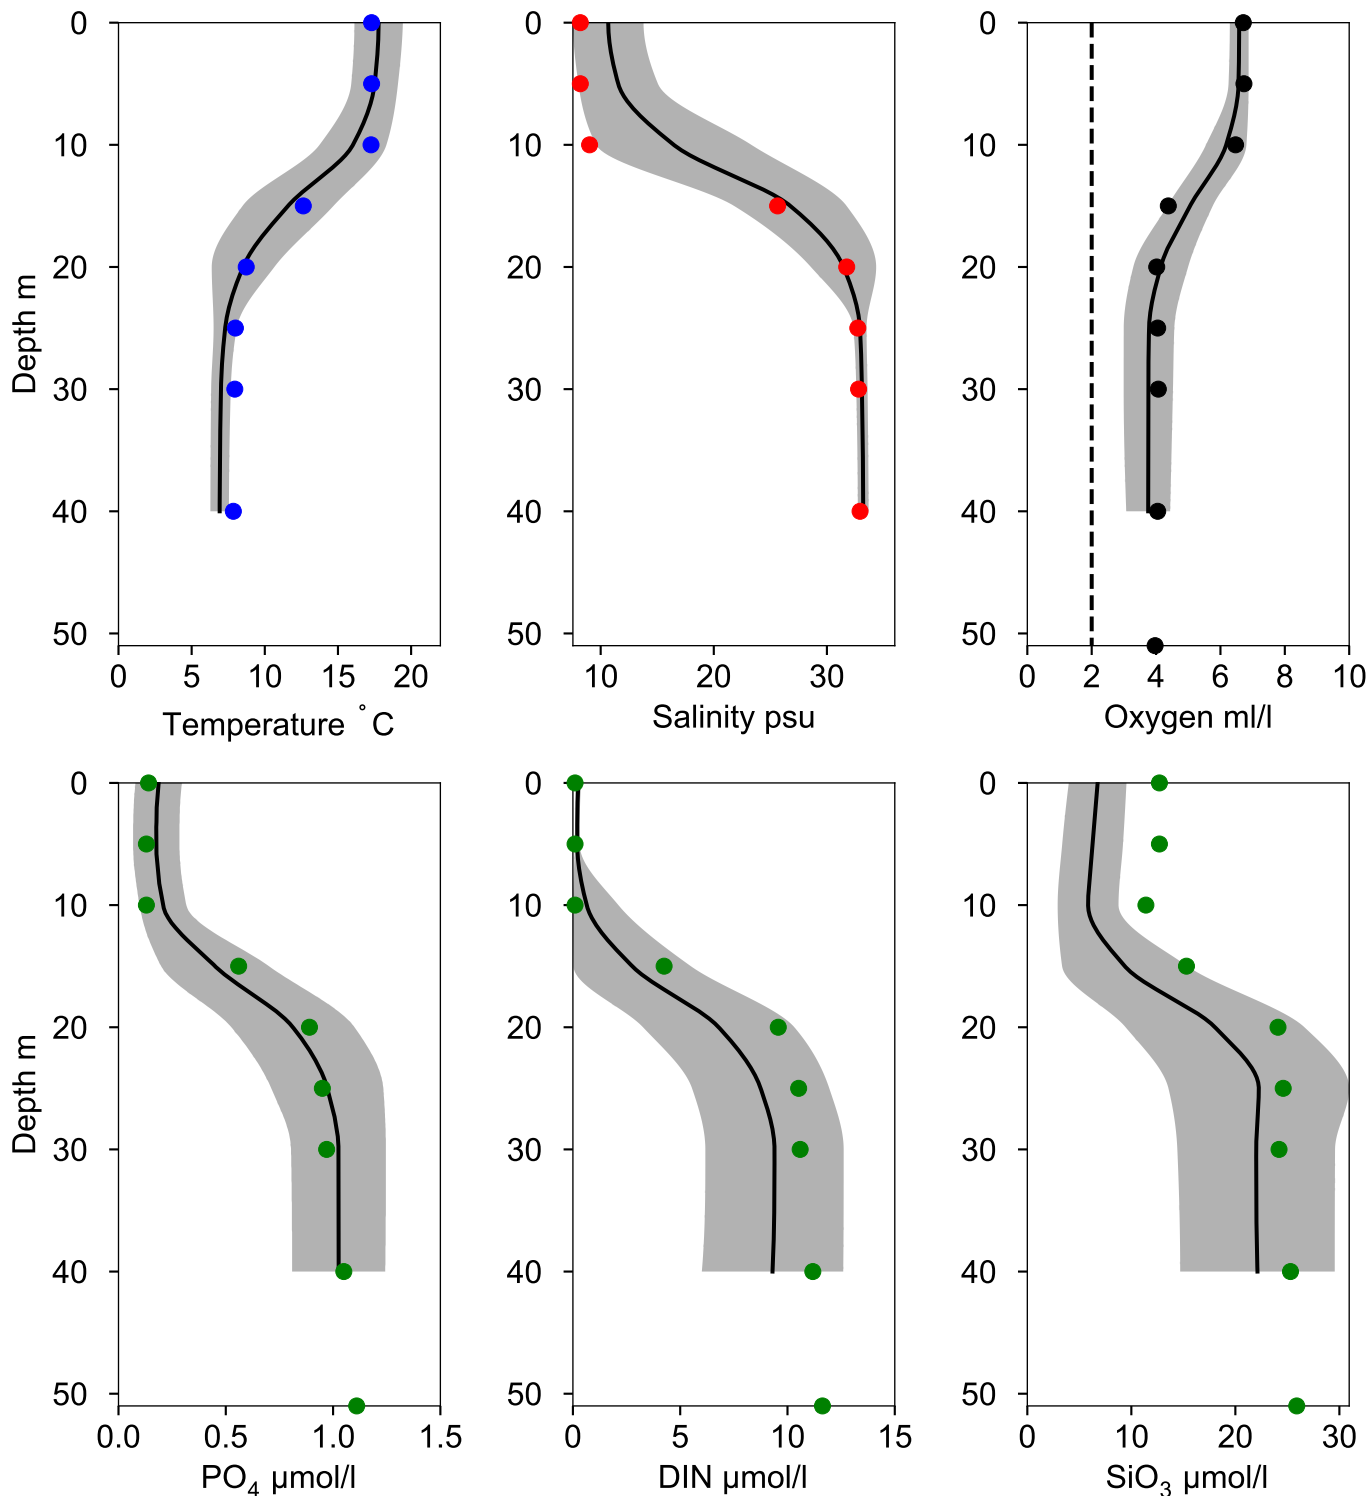 0
10
20
30
40
50
Depth m
0 5 10 15 20
Temperature °C
0
10
20
30
40
50
10 20 30
Salinity psu
0
10
20
30
40
50
0 2 4 6 8 10
Oxygen ml/l
0
10
20
30
40
50
Depth m
0.0 0.5 1.0 1.5
PO4 µmol/l
0
10
20
30
40
50
0 5 10 15
DIN µmol/l
0
10
20
30
40
50
0 10 20 30
SiO3 µmol/l